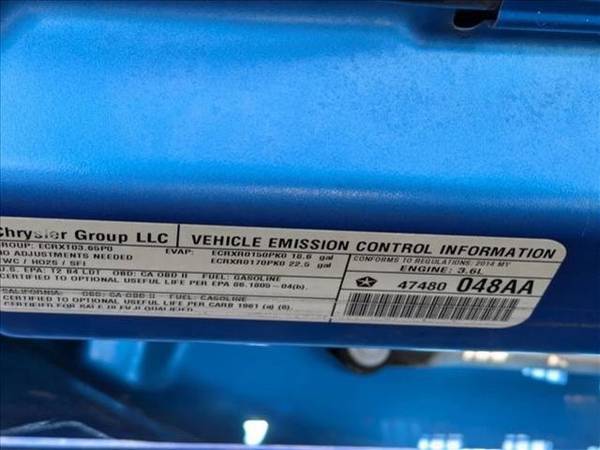 Chrysler Group LLC
VEHICLE EMISSION CONTROL INFORMATION
GROUP: ECRXT03.65P0
EVAP: ECRXR0150PK0 18.6 gal
NO ADJUSTMENTS NEEDED
ECRXR0170PK0 22.5 gal
TWC / HO2S / SFI
CONFORMS TO REGULATIONS: 2014 MY
ENGINE: 3.6L
U.S. EPA: T2 B4 LDT OBD: CA OBD II FUEL: GASOLINE
CERTIFIED TO OPTIONAL USEFUL LIFE PER EPA 86.1805-04(b).
47480 048AA
CALIFORNIA: OBD: CA OBD II FUEL: GASOLINE
CERTIFIED TO OPTIONAL USEFUL LIFE PER CARB 1961 (a) (8).